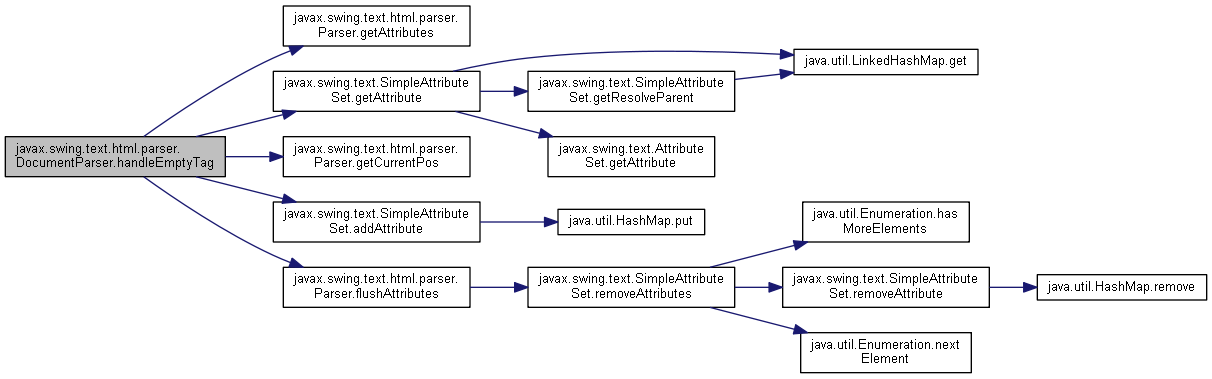 javax.swing.text.html.parser.
Parser.getAttributes
javax.swing.text.SimpleAttribute
Set.getAttribute
javax.swing.text.SimpleAttribute
Set.getResolveParent
java.util.LinkedHashMap.get
javax.swing.text.html.parser.
DocumentParser.handleEmptyTag
javax.swing.text.html.parser.
Parser.getCurrentPos
javax.swing.text.Attribute
Set.getAttribute
javax.swing.text.SimpleAttribute
Set.addAttribute
java.util.HashMap.put
javax.swing.text.html.parser.
Parser.flushAttributes
javax.swing.text.SimpleAttribute
Set.removeAttributes
java.util.Enumeration.has
MoreElements
javax.swing.text.SimpleAttribute
Set.removeAttribute
java.util.HashMap.remove
java.util.Enumeration.next
Element